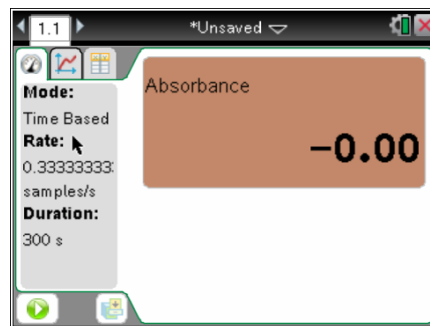 1.1
*Unsaved
Mode:
Time Based
Rate:
0.33333333:
samples/s
Duration:
300 s
Absorbance
-0.00